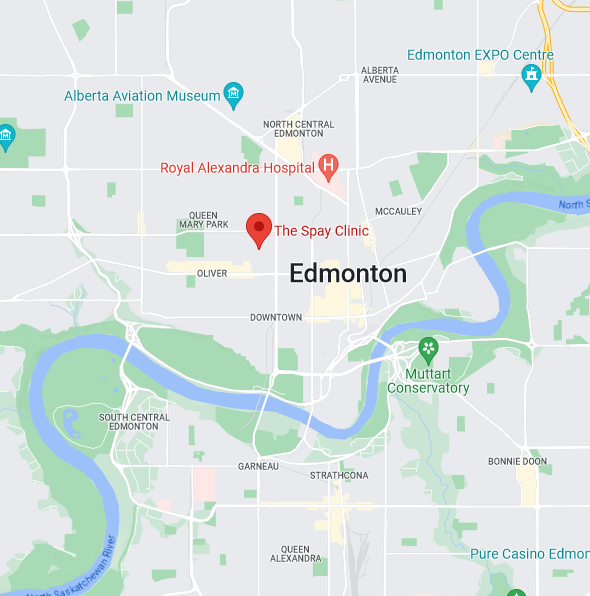 Edmonton EXPO Centre
ALBERTA
AVENUE
Alberta Aviation Museum
NORTH CENTRAL
EDMONTON
Royal Alexandra Hospital
H
North S
QUEEN
MARY PARK
MCCAULEY
The Spay Clinic
OLIVER
Edmonton
DOWNTOWN
Muttart
Conservatory
SOUTH CENTRAL
EDMONTON
GARNEAU
STRATHCONA
BONNIE DOON
QUEEN
ALEXANDRA
Pure Casino Edmon
North Saskatchewan River